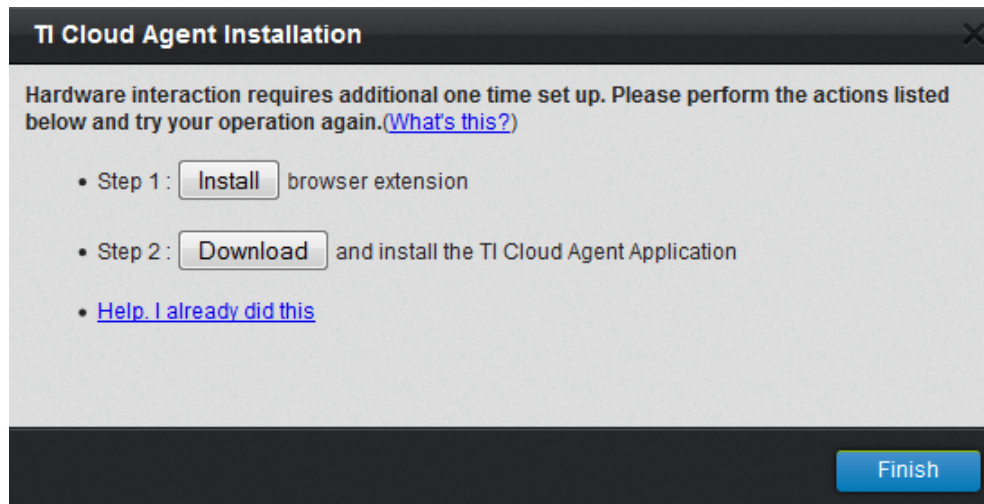 TI Cloud Agent Installation
Hardware interaction requires additional one time set up. Please perform the actions listed
below and try your operation again.(What's this?)
• Step 1 : Install browser extension
• Step 2 : Download and install the TI Cloud Agent Application
• Help. I already did this
Finish